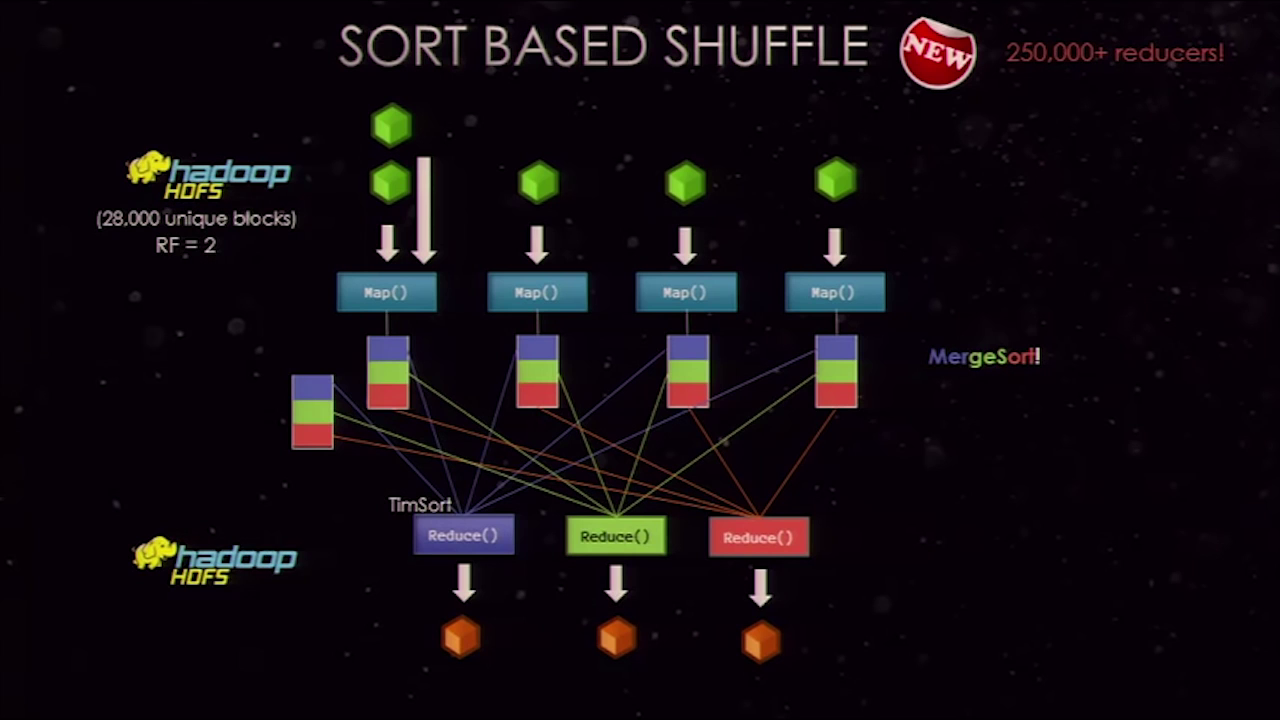 SORT BASED SHUFFLE
NEW
250,000+ reducers!
hadoop
HDFS
(28,000 unique blocks)
RF = 2
Map()
Map()
Map()
Map()
MergeSort!
TimSort
Reduce()
Reduce()
Reduce()
hadoop
HDFS